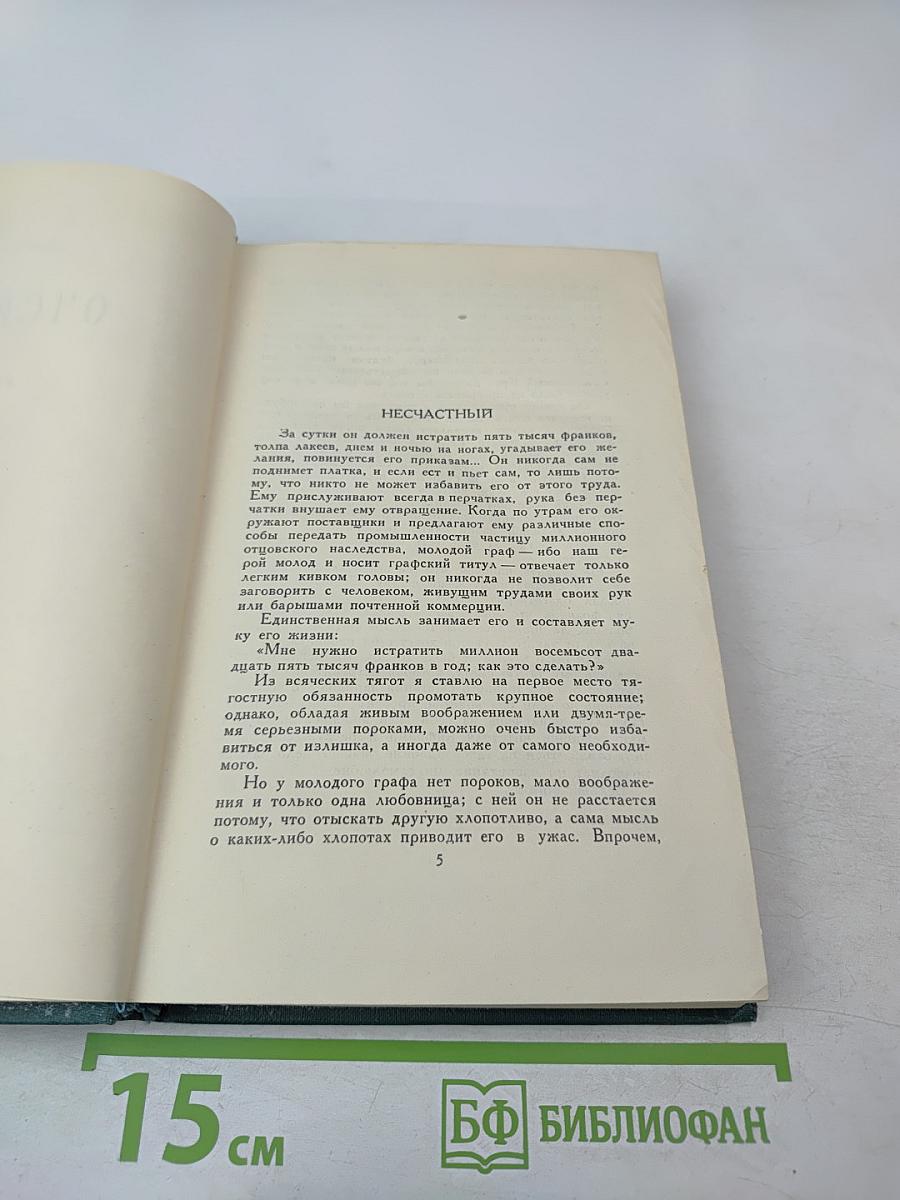 НЕСЧАСТНЫЙ
За сутки он должен истратить пять тысяч франков,
толпа лакеев, днем и ночью на ногах, угадывает его же-
лания, повинуется его приказам... Он никогда сам не
поднимет платка, и если ест и пьет сам, то лишь пото-
му, что никто не может избавить его от этого труда.
Ему прислуживают всегда в перчатках, рука без пер-
чатки внушает ему отвращение. Когда по утрам его ок-
ружают поставщики и предлагают ему различные спо-
собы передать промышленности частицу миллионного
отцовского наследства, молодой граф — ибо наш ге-
рой молод и носит графский титул — отвечает только
легким кивком головы; он никогда не позволит себе
заговорить с человеком, живущим трудами своих рук
или барышами почтенной коммерции.
Единственная мысль занимает его и составляет му-
ку его жизни:
«Мне нужно истратить миллион восемьсот два-
дцать пять тысяч франков в год; как это сделать?»
Из всяческих тягот я ставлю на первое место тя-
гостную обязанность промотать крупное состояние;
однако, обладая живым воображением или двумя-тре-
мя серьезными пороками, можно очень быстро изба-
виться от излишка, а иногда даже от самого необходи-
мого.
Но у молодого графа нет пороков, мало воображе-
ния и только одна любовница; с ней он не расстается
потому, что отыскать другую хлопотливо, а сама мысль
о каких-либо хлопотах приводит его в ужас. Впрочем,
5
15 см
БФ БИБЛИОФАН